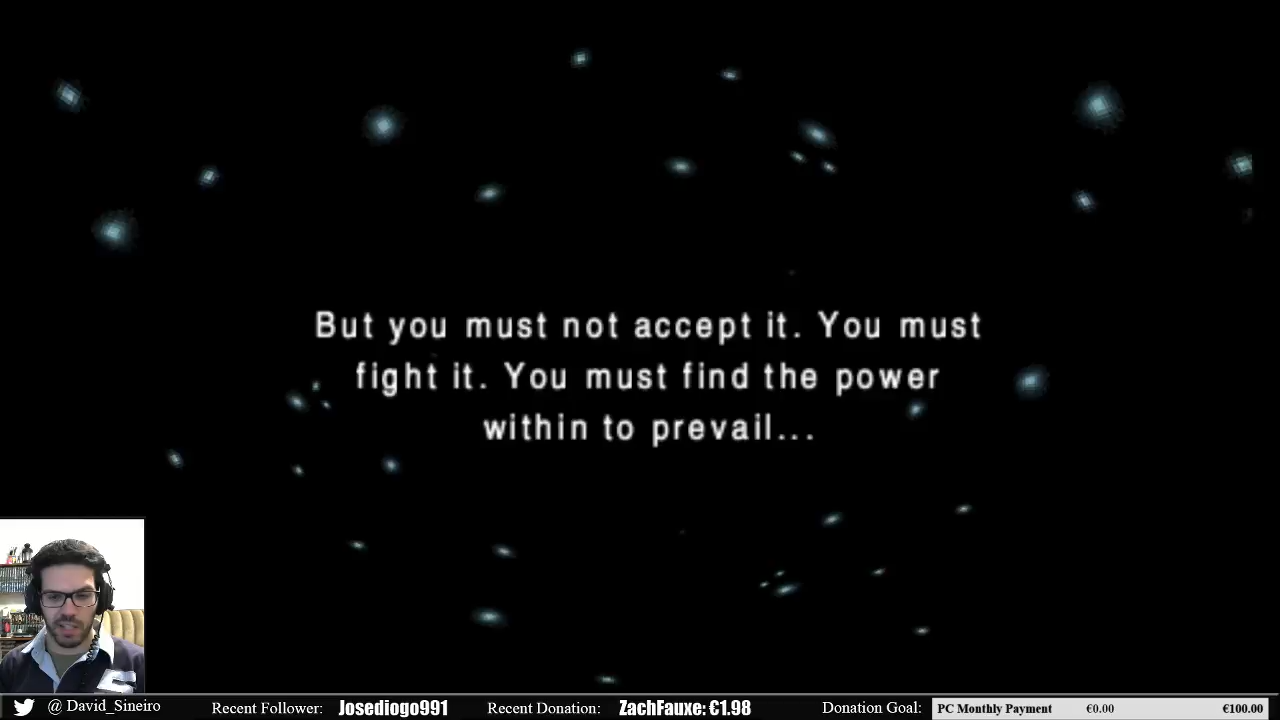 But you must not accept it. You must
fight it. You must find the power
within to prevail...
@ David_Sineiro
Recent Follower: Josediogo991
Recent Donation: ZachFauxe: €1.98
Donation Goal: PC Monthly Payment €0.00 €100.00